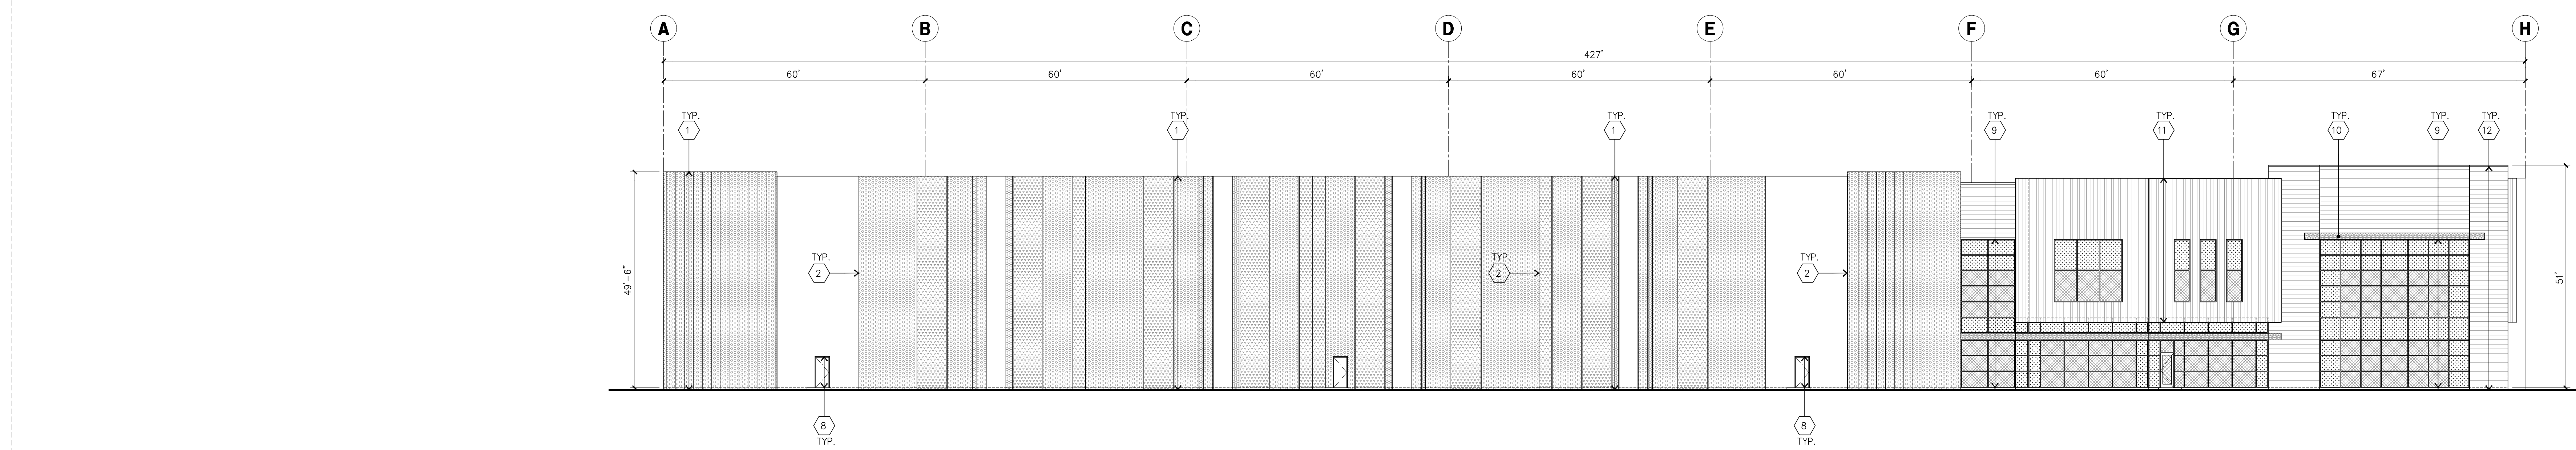 A B C D E F G H
427'
60' 60' 60' 60' 60' 60' 67'
TYP. TYP. TYP. TYP. TYP. TYP. TYP. TYP.
1 1 1 9 11 10 9 12
TYP. TYP. TYP.
2 2 2
49'-6"
51'
8 8
TYP. TYP.